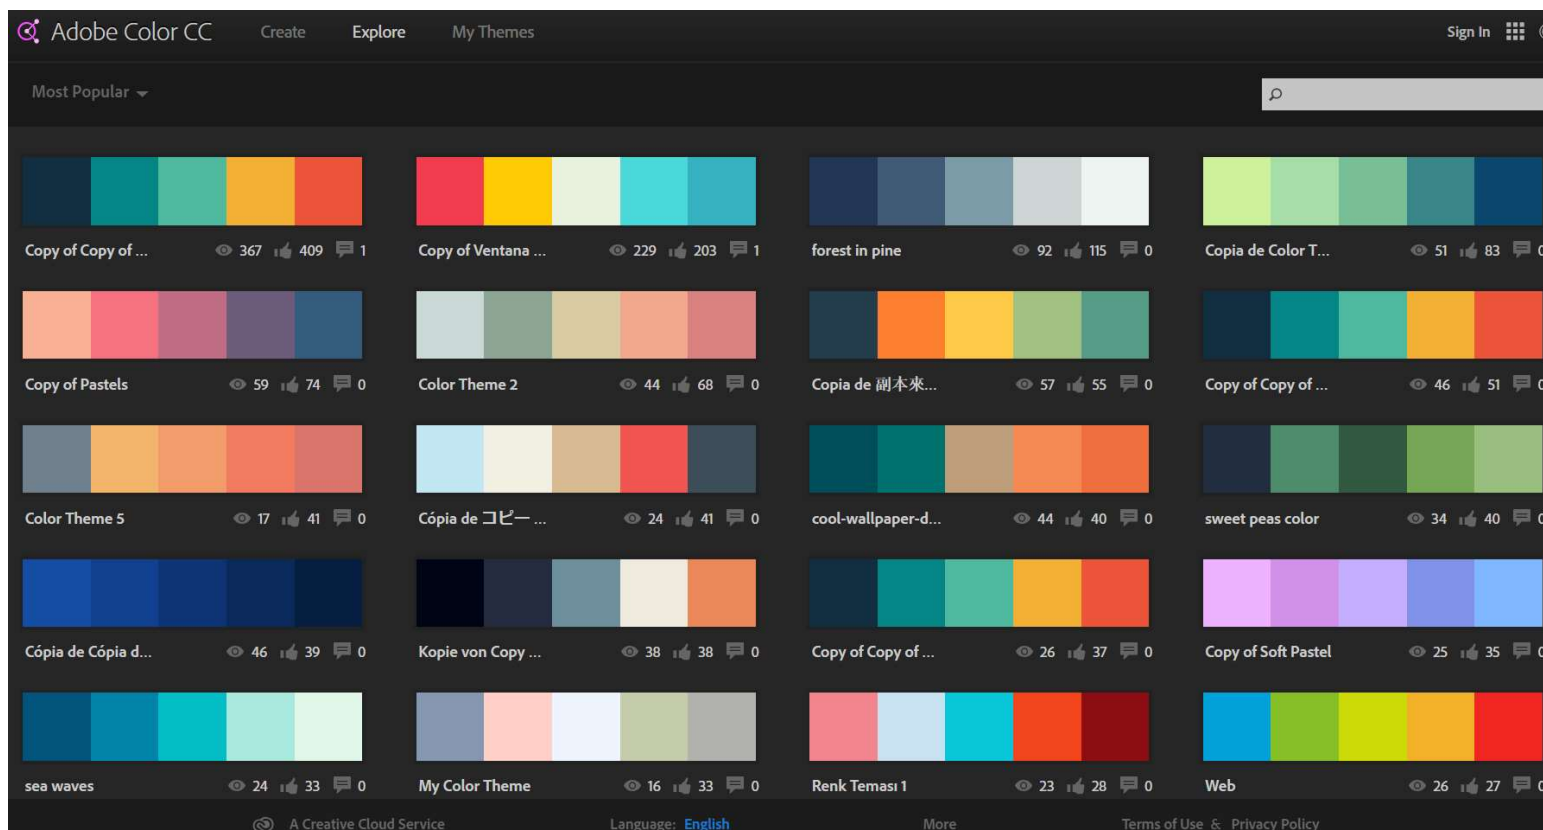 Adobe Color CC Create Explore My Themes Sign In
Most Popular
Copy of Copy of ... 367 409 1 Copy of Ventana ... 229 203 1 forest in pine 92 115 0 Copia de Color T... 51 83 0
Copy of Pastels 59 74 0 Color Theme 2 44 68 0 Copia de 副本來... 57 55 0 Copy of Copy of ... 46 51 0
Color Theme 5 17 41 0 Cópia de コピー ... 24 41 0 cool-wallpaper-d... 44 40 0 sweet peas color 34 40 0
Cópia de Cópia d... 46 39 0 Kopie von Copy ... 38 38 0 Copy of Copy of ... 26 37 0 Copy of Soft Pastel 25 35 0
sea waves 24 33 0 My Color Theme 16 33 0 Renk Teması 1 23 28 0 Web 26 27 0
A Creative Cloud Service Language: English More Terms of Use & Privacy Policy